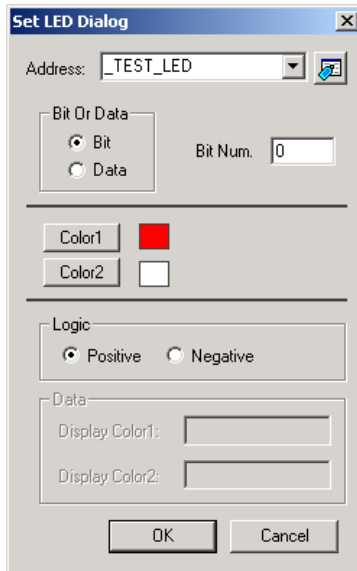 Set LED Dialog
Address: _TEST_LED
Bit Or Data
Bit
Data
Bit Num. 0
Color1
Color2
Logic
Positive Negative
Data
Display Color1:
Display Color2:
OK Cancel